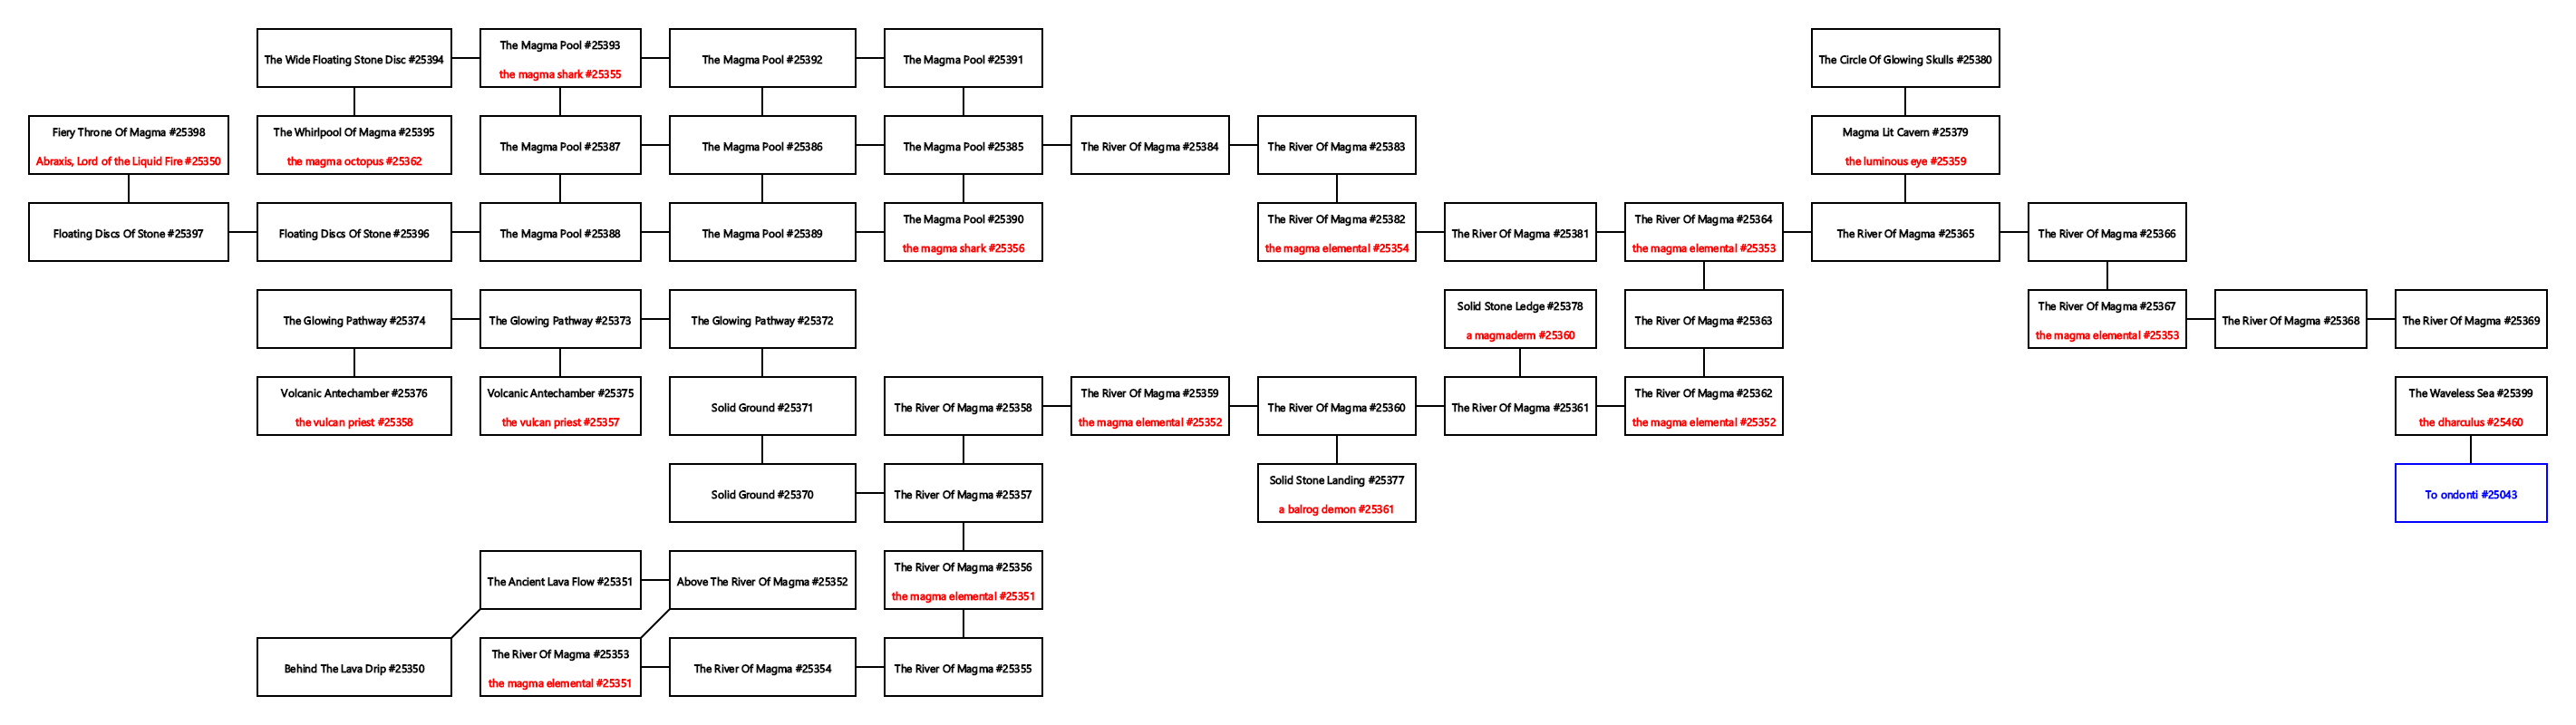 The Wide Floating Stone Disc #25394
The Magma Pool #25393
the magma shark #25355
The Magma Pool #25392
The Magma Pool #25391
The Circle Of Glowing Skulls #25380
Fiery Throne Of Magma #25398
Abraxis, Lord of the Liquid Fire #25350
The Whirlpool Of Magma #25395
the magma octopus #25362
The Magma Pool #25387
The Magma Pool #25386
The Magma Pool #25385
The River Of Magma #25384
The River Of Magma #25383
Magma Lit Cavern #25379
the luminous eye #25359
Floating Discs Of Stone #25397
Floating Discs Of Stone #25396
The Magma Pool #25388
The Magma Pool #25389
The Magma Pool #25390
the magma shark #25356
The River Of Magma #25382
the magma elemental #25354
The River Of Magma #25381
The River Of Magma #25364
the magma elemental #25353
The River Of Magma #25365
The River Of Magma #25366
The Glowing Pathway #25374
The Glowing Pathway #25373
The Glowing Pathway #25372
Solid Stone Ledge #25378
a magmaderm #25360
The River Of Magma #25363
The River Of Magma #25367
the magma elemental #25353
The River Of Magma #25368
The River Of Magma #25369
Volcanic Antechamber #25376
the vulcan priest #25358
Volcanic Antechamber #25375
the vulcan priest #25357
Solid Ground #25371
The River Of Magma #25358
The River Of Magma #25359
the magma elemental #25352
The River Of Magma #25360
The River Of Magma #25361
The River Of Magma #25362
the magma elemental #25352
The Waveless Sea #25399
the dharculus #25460
Solid Ground #25370
The River Of Magma #25357
Solid Stone Landing #25377
a balrog demon #25361
To ondonti #25043
The Ancient Lava Flow #25351
Above The River Of Magma #25352
The River Of Magma #25356
the magma elemental #25351
Behind The Lava Drip #25350
The River Of Magma #25353
the magma elemental #25351
The River Of Magma #25354
The River Of Magma #25355